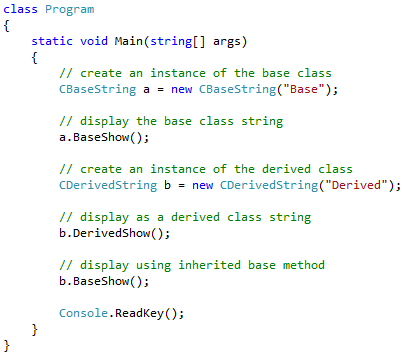 class Program
{
    static void Main(string[] args)
    {
        // create an instance of the base class
        CBaseString a = new CBaseString("Base");

        // display the base class string
        a.BaseShow();

        // create an instance of the derived class
        CDerivedString b = new CDerivedString("Derived");

        // display as a derived class string
        b.DerivedShow();

        // display using inherited base method
        b.BaseShow();

        Console.ReadKey();
    }
}